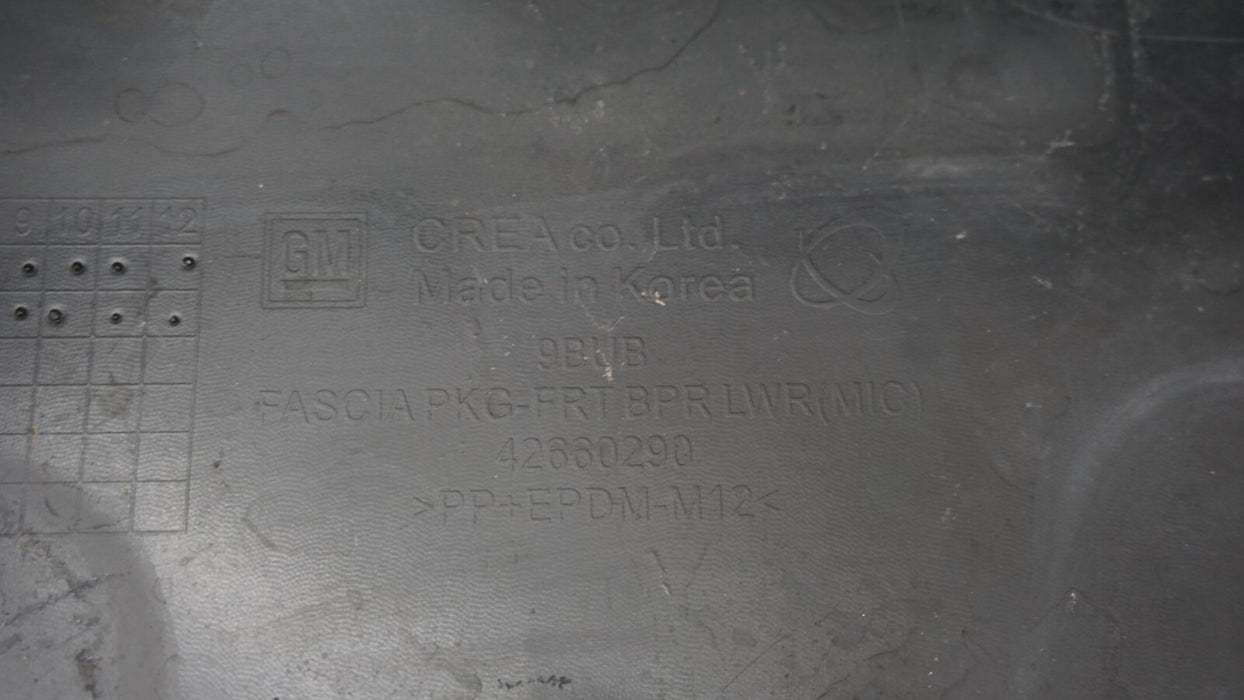 9 10 11 12
GM
CREA co. Ltd.
Made in Korea
9BUB
FASCIA PKG-FRT BPR LWR(MIC)
42660290
>PP+EPDM-M12<